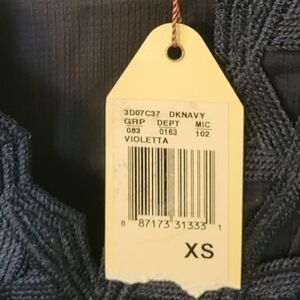 3D07C37 DKNAVY
GRP DEPT MIC
083 0163 102
VIOLETTA
8 87173 31333 1
XS